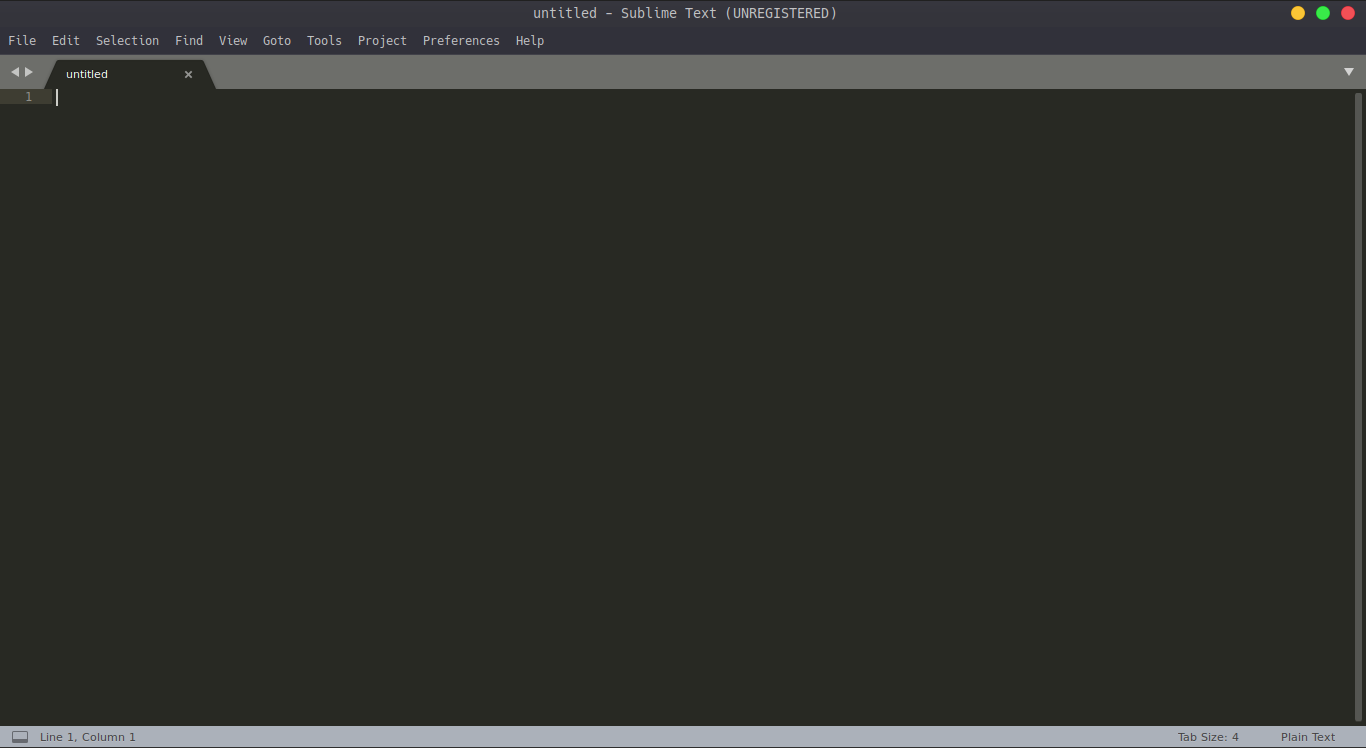 untitled – Sublime Text (UNREGISTERED)
File Edit Selection Find View Goto Tools Project Preferences Help
untitled
1
Line 1, Column 1 Tab Size: 4 Plain Text